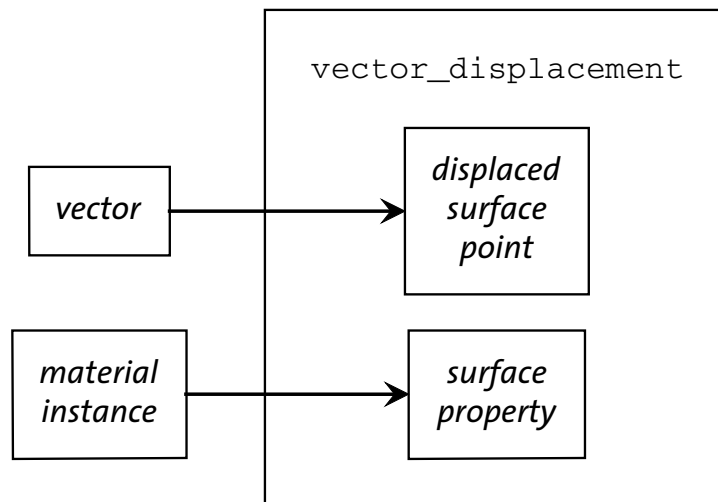 vector_displacement
vector
displaced
surface
point
material
instance
surface
property